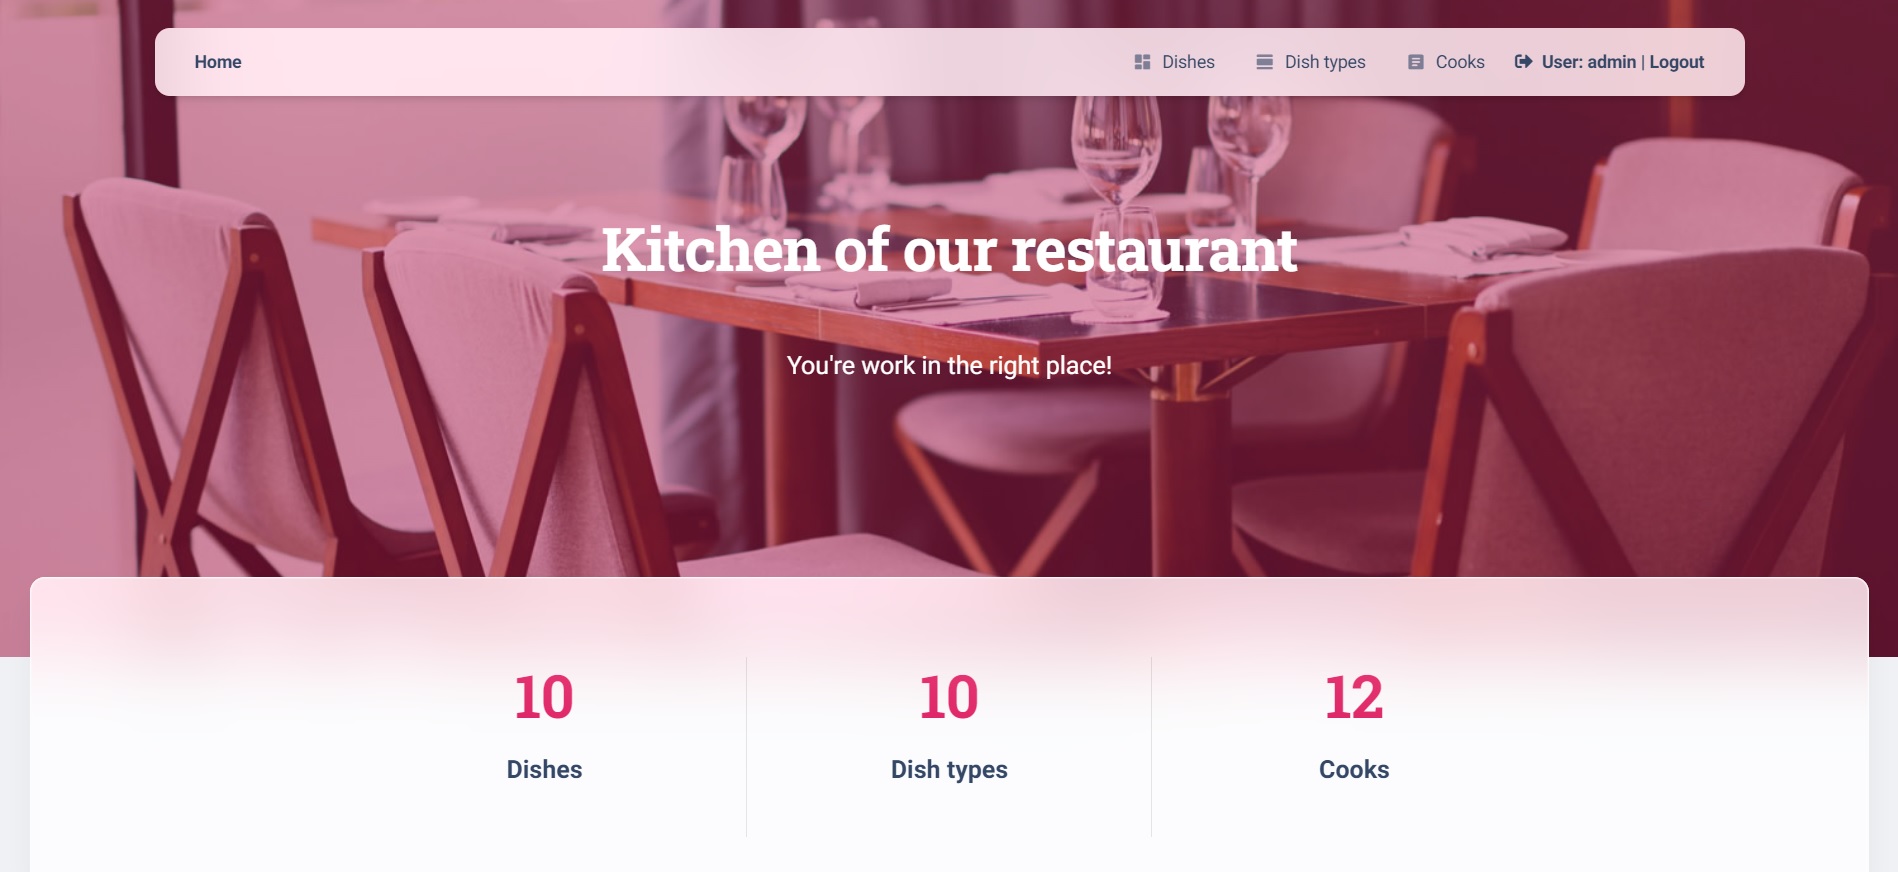 Home
Dishes
Dish types
Cooks
User: admin | Logout
Kitchen of our restaurant
You're work in the right place!
10
10
12
Dishes
Dish types
Cooks